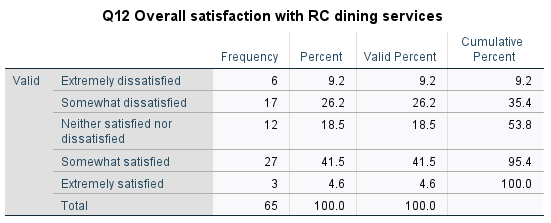 Q12 Overall satisfaction with RC dining services
Frequency Percent Valid Percent Cumulative Percent
Valid Extremely dissatisfied 6 9.2 9.2 9.2
Somewhat dissatisfied 17 26.2 26.2 35.4
Neither satisfied nor dissatisfied 12 18.5 18.5 53.8
Somewhat satisfied 27 41.5 41.5 95.4
Extremely satisfied 3 4.6 4.6 100.0
Total 65 100.0 100.0